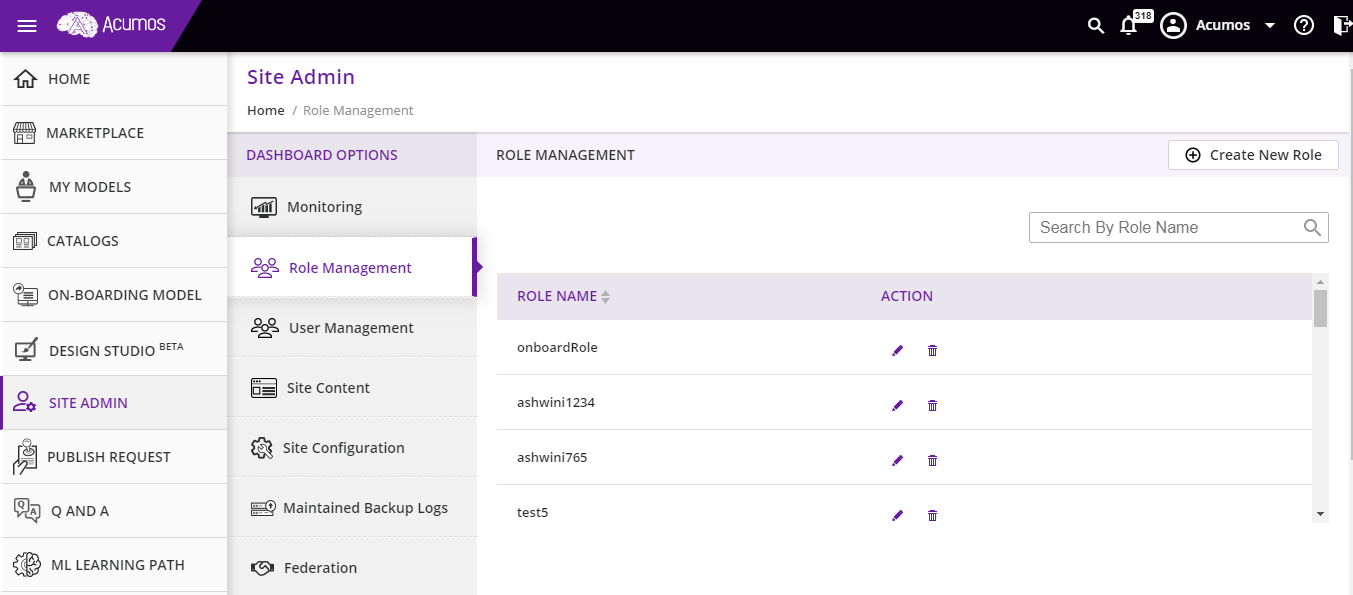 Acumos
318
Acumos
HOME
MARKETPLACE
MY MODELS
CATALOGS
ON-BOARDING MODEL
DESIGN STUDIO BETA
SITE ADMIN
PUBLISH REQUEST
Q AND A
ML LEARNING PATH
Site Admin
Home / Role Management
DASHBOARD OPTIONS
Monitoring
Role Management
User Management
Site Content
Site Configuration
Maintained Backup Logs
Federation
ROLE MANAGEMENT
Create New Role
Search By Role Name
ROLE NAME ACTION
onboardRole
ashwini1234
ashwini765
test5